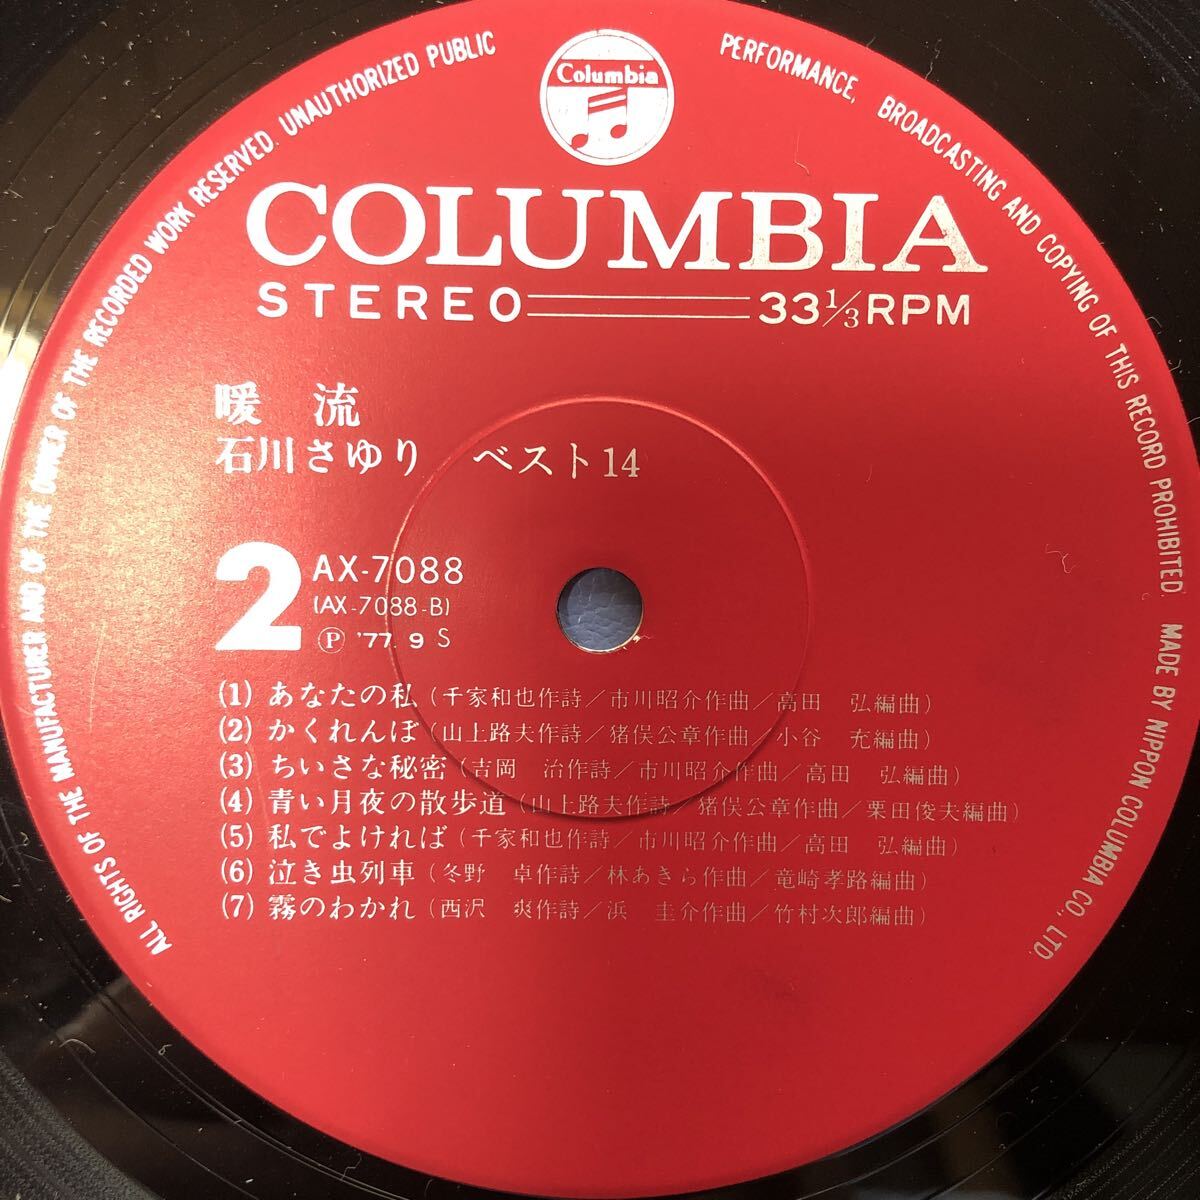 ALL RIGHTS OF THE MANUFACTURER AND OF THE OWNER OF THE RECORDED WORK RESERVED. UNAUTHORIZED PUBLIC PERFORMANCE, BROADCASTING AND COPYING OF THIS RECORD PROHIBITED. MADE BY NIPPON COLUMBIA CO., LTD.
Columbia
COLUMBIA
STEREO 33 1/3 RPM
暖 流
石川さゆり ベスト14
2 AX-7088
(AX-7088-B)
Ⓟ '77. 9 S
(1) あなたの私 (千家和也作詩/市川昭介作曲/高田 弘編曲)
(2) かくれんぼ (山上路夫作詩/猪俣公章作曲/小谷 充編曲)
(3) ちいさな秘密 (吉岡 治作詩/市川昭介作曲/高田 弘編曲)
(4) 青い月夜の散歩道 (山上路夫作詩/猪俣公章作曲/栗田俊夫編曲)
(5) 私でよければ (千家和也作詩/市川昭介作曲/高田 弘編曲)
(6) 泣き虫列車 (冬野 卓作詩/林あきら作曲/竜崎孝路編曲)
(7) 霧のわかれ (西沢 爽作詩/浜 圭介作曲/竹村次郎編曲)